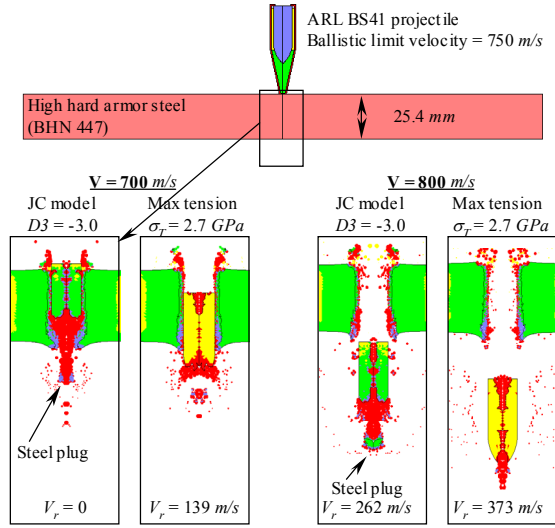 ARL BS41 projectile
Ballistic limit velocity = 750 m/s
High hard armor steel
(BHN 447)
25.4 mm
V = 700 m/s
JC model
D3 = -3.0
Max tension
σT = 2.7 GPa
Steel plug
Vr = 0
Vr = 139 m/s
V = 800 m/s
JC model
D3 = -3.0
Max tension
σT = 2.7 GPa
Steel plug
Vr = 262 m/s
Vr = 373 m/s